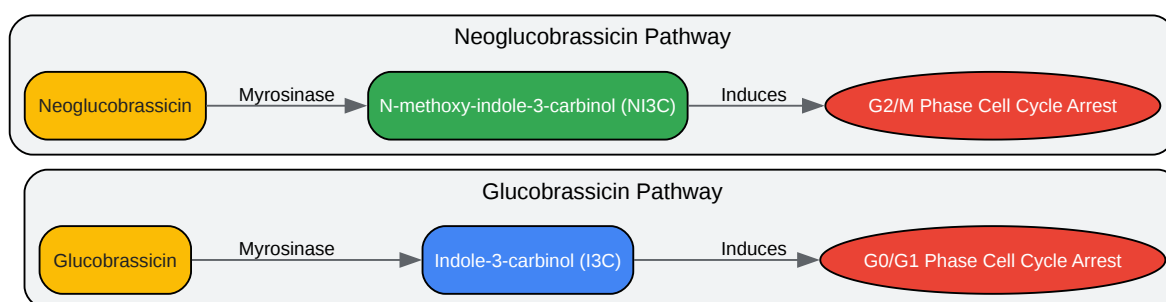 Neoglucobrassicin Pathway
Neoglucobrassicin
Myrosinase
N-methoxy-indole-3-carbinol (NI3C)
Induces
G2/M Phase Cell Cycle Arrest
Glucobrassicin Pathway
Glucobrassicin
Myrosinase
Indole-3-carbinol (I3C)
Induces
G0/G1 Phase Cell Cycle Arrest